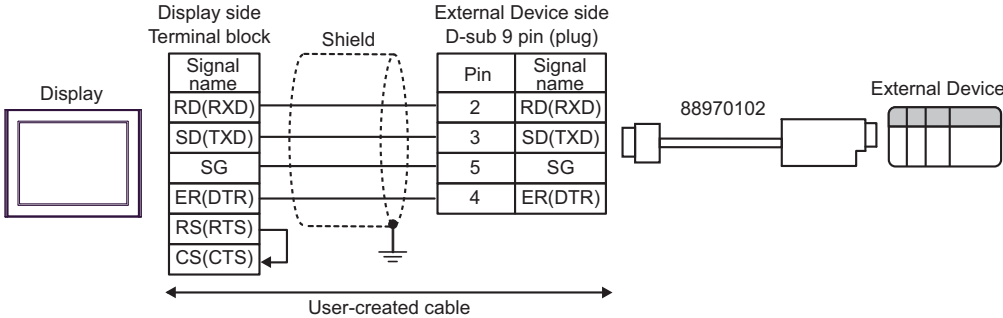 Display side
Terminal block
Shield
External Device side
D-sub 9 pin (plug)
Display
Signal name
RD(RXD)
SD(TXD)
SG
ER(DTR)
RS(RTS)
CS(CTS)
Pin Signal name
2 RD(RXD)
3 SD(TXD)
5 SG
4 ER(DTR)
88970102
External Device
User-created cable